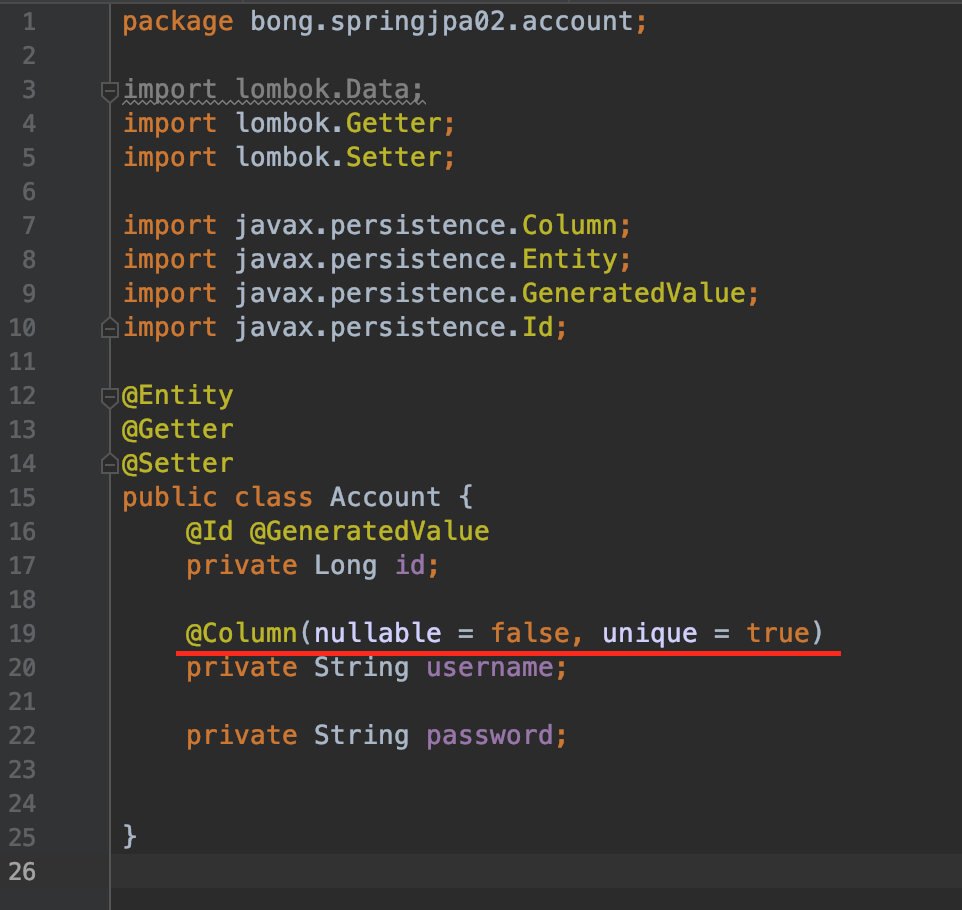 1 package bong.springjpa02.account;
2
3 import lombok.Data;
4 import lombok.Getter;
5 import lombok.Setter;
6
7 import javax.persistence.Column;
8 import javax.persistence.Entity;
9 import javax.persistence.GeneratedValue;
10 import javax.persistence.Id;
11
12 @Entity
13 @Getter
14 @Setter
15 public class Account {
16     @Id @GeneratedValue
17     private Long id;
18
19     @Column(nullable = false, unique = true)
20     private String username;
21
22     private String password;
23
24
25 }
26